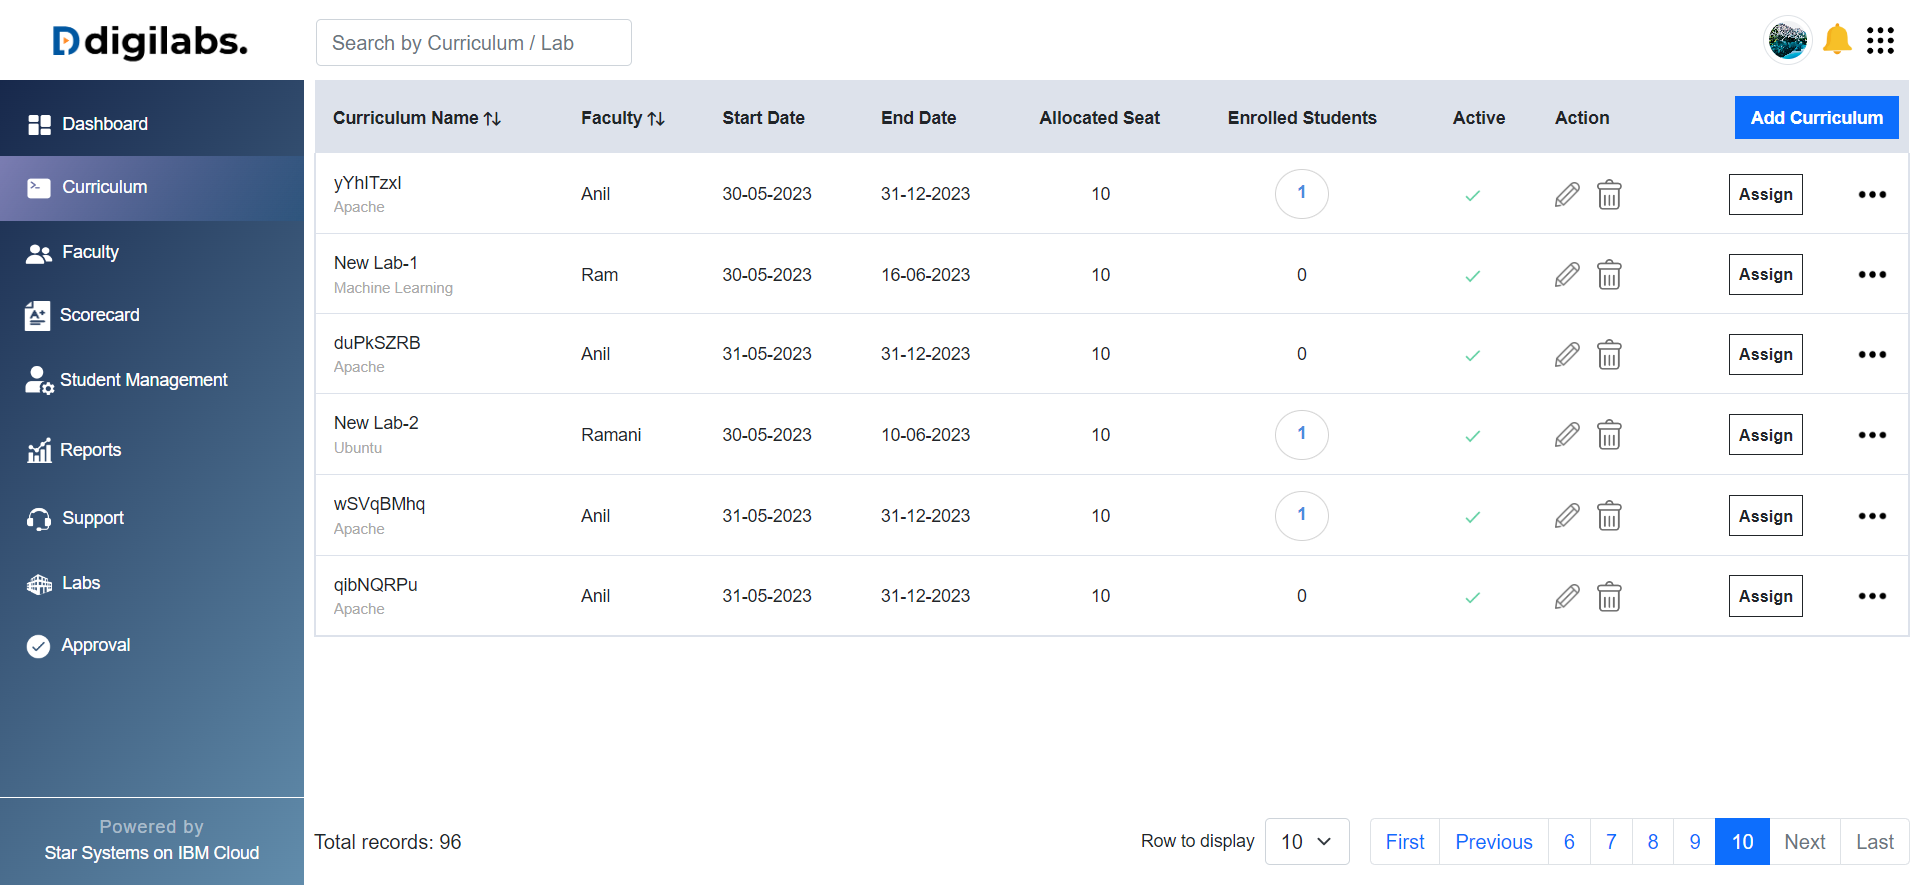 digilabs.
Search by Curriculum / Lab
Dashboard
Curriculum
Faculty
Scorecard
Student Management
Reports
Support
Labs
Approval
Powered by
Star Systems on IBM Cloud
Curriculum Name Faculty Start Date End Date Allocated Seat Enrolled Students Active Action Add Curriculum
yYhITzxI
Apache
Anil 30-05-2023 31-12-2023 10 1 Assign
New Lab-1
Machine Learning
Ram 30-05-2023 16-06-2023 10 0 Assign
duPkSZRB
Apache
Anil 31-05-2023 31-12-2023 10 0 Assign
New Lab-2
Ubuntu
Ramani 30-05-2023 10-06-2023 10 1 Assign
wSVqBMhq
Apache
Anil 31-05-2023 31-12-2023 10 1 Assign
qibNQRPu
Apache
Anil 31-05-2023 31-12-2023 10 0 Assign
Total records: 96
Row to display 10 First Previous 6 7 8 9 10 Next Last